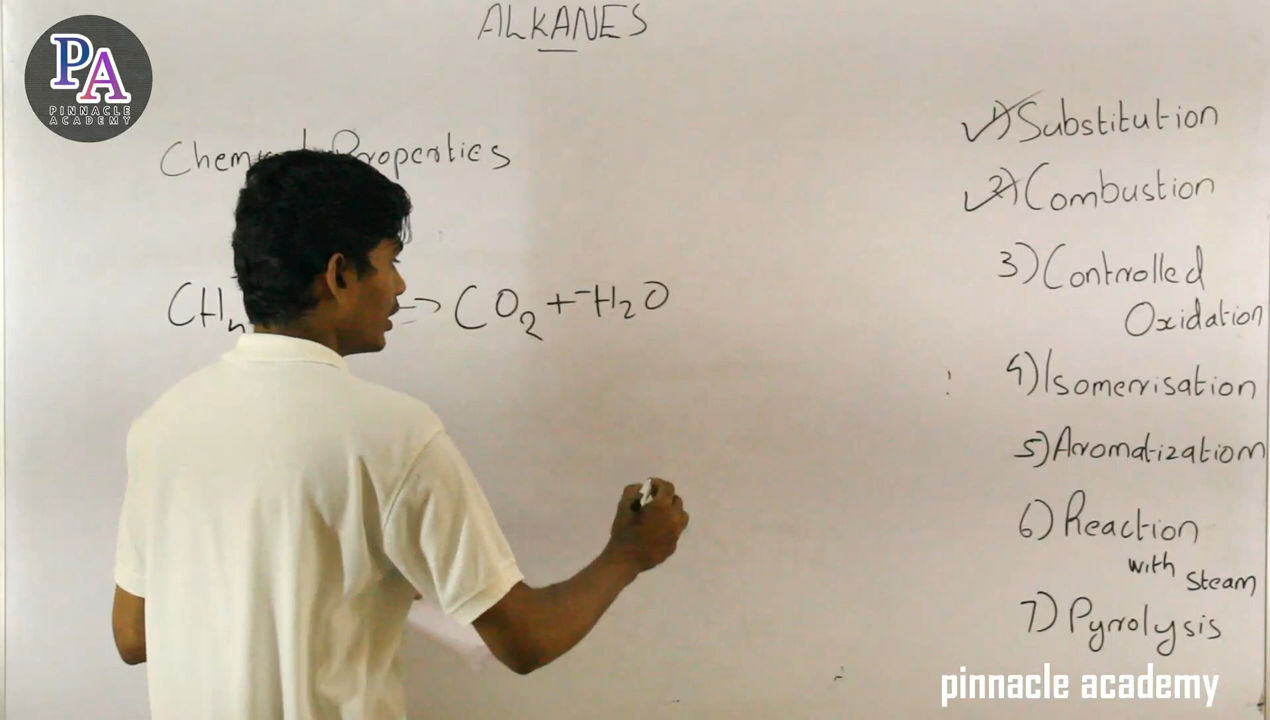 PA
PINNACLE
ACADEMY
ALKANES
Properties
CH4 → CO2 + H2O
1) Substitution
2) Combustion
3) Controlled
Oxidation
4) Isomerisation
5) Aromatization
6) Reaction
with Steam
7) Pyrolysis
pinnacle academy